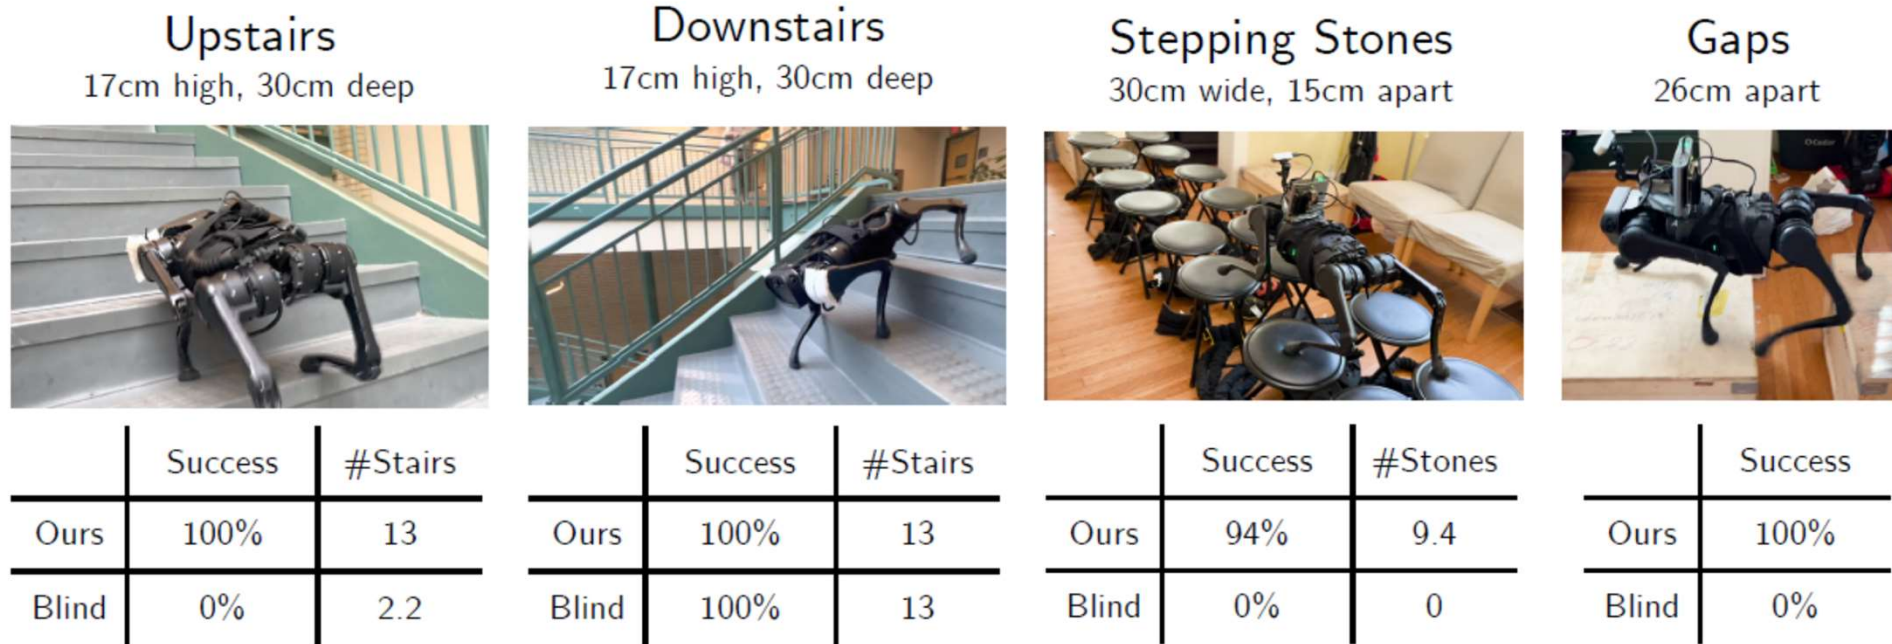 Upstairs
17cm high, 30cm deep
Success #Stairs
Ours 100% 13
Blind 0% 2.2
Downstairs
17cm high, 30cm deep
Success #Stairs
Ours 100% 13
Blind 100% 13
Stepping Stones
30cm wide, 15cm apart
Success #Stones
Ours 94% 9.4
Blind 0% 0
Gaps
26cm apart
Success
Ours 100%
Blind 0%